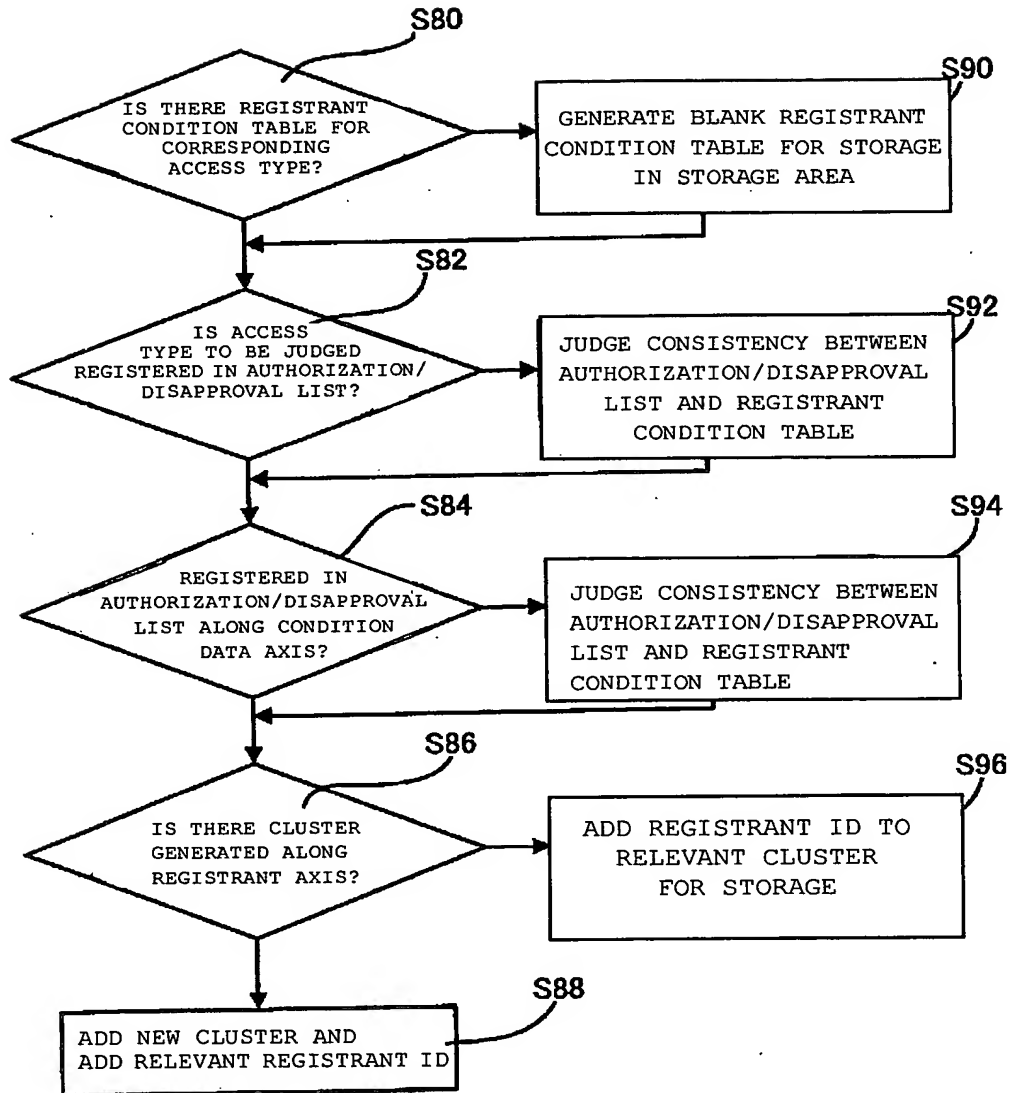 S80
IS THERE REGISTRANT
CONDITION TABLE FOR
CORRESPONDING
ACCESS TYPE?
S90
GENERATE BLANK REGISTRANT
CONDITION TABLE FOR STORAGE
IN STORAGE AREA
S82
IS ACCESS
TYPE TO BE JUDGED
REGISTERED IN AUTHORIZATION/
DISAPPROVAL LIST?
S92
JUDGE CONSISTENCY BETWEEN
AUTHORIZATION/DISAPPROVAL
LIST AND REGISTRANT
CONDITION TABLE
S84
REGISTERED IN
AUTHORIZATION/DISAPPROVAL
LIST ALONG CONDITION
DATA AXIS?
S94
JUDGE CONSISTENCY BETWEEN
AUTHORIZATION/DISAPPROVAL
LIST AND REGISTRANT
CONDITION TABLE
S86
IS THERE CLUSTER
GENERATED ALONG
REGISTRANT AXIS?
S96
ADD REGISTRANT ID TO
RELEVANT CLUSTER
FOR STORAGE
S88
ADD NEW CLUSTER AND
ADD RELEVANT REGISTRANT ID